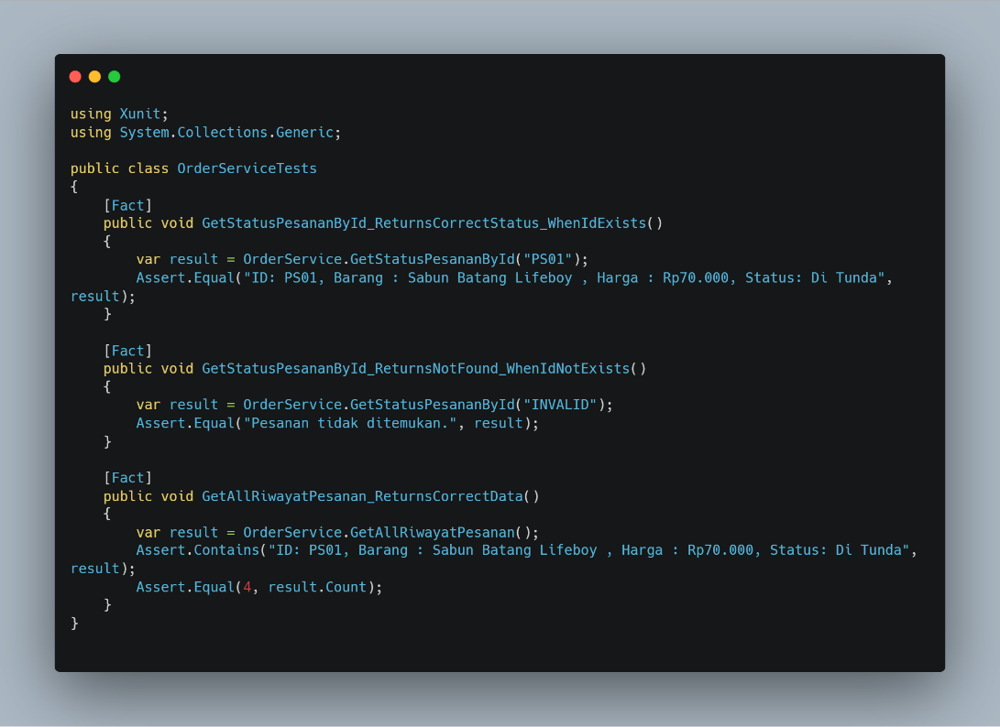 using Xunit;
using System.Collections.Generic;

public class OrderServiceTests
{
    [Fact]
    public void GetStatusPesananById_ReturnsCorrectStatus_WhenIdExists()
    {
        var result = OrderService.GetStatusPesananById("PS01");
        Assert.Equal("ID: PS01, Barang : Sabun Batang Lifeboy , Harga : Rp70.000, Status: Di Tunda",
result);
    }

    [Fact]
    public void GetStatusPesananById_ReturnsNotFound_WhenIdNotExists()
    {
        var result = OrderService.GetStatusPesananById("INVALID");
        Assert.Equal("Pesanan tidak ditemukan.", result);
    }

    [Fact]
    public void GetAllRiwayatPesanan_ReturnsCorrectData()
    {
        var result = OrderService.GetAllRiwayatPesanan();
        Assert.Contains("ID: PS01, Barang : Sabun Batang Lifeboy , Harga : Rp70.000, Status: Di Tunda",
result);
        Assert.Equal(4, result.Count);
    }
}